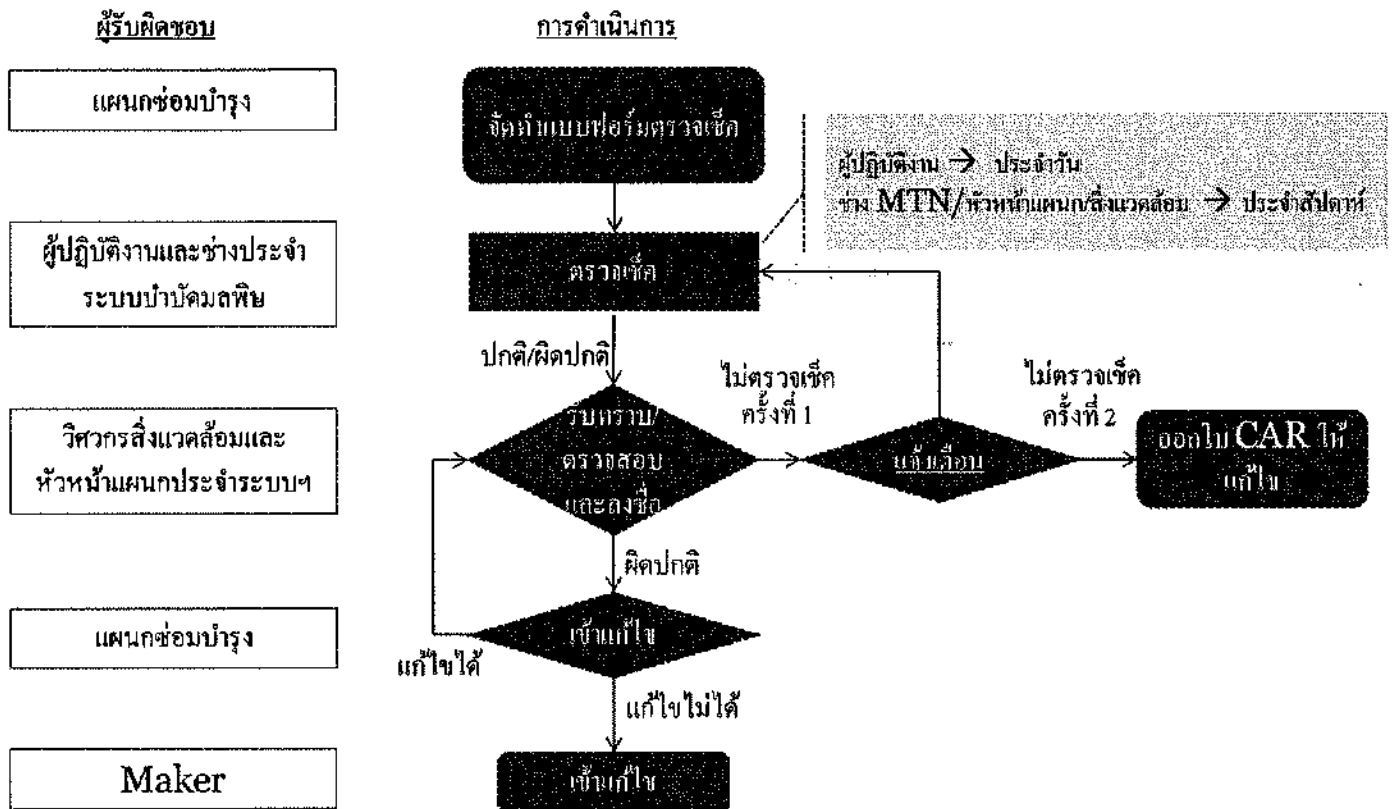 ผู้รับผิดชอบ
การดำเนินการ
แผนกซ่อมบำรุง
จัดทำแบบฟอร์มตรวจเช็ค
ผู้ปฏิบัติงาน → ประจำวัน
ช่าง MTN/หัวหน้าแผนก/สิ่งแวดล้อม → ประจำสัปดาห์
ผู้ปฏิบัติงานและช่างประจำ
ระบบบำบัดมลพิษ
ตรวจเช็ค
ปกติ/ผิดปกติ
ไม่ตรวจเช็ค
ครั้งที่ 1
ไม่ตรวจเช็ค
ครั้งที่ 2
วิศวกรสิ่งแวดล้อมและ
หัวหน้าแผนกประจำระบบฯ
รับทราบ/
ตรวจสอบ
และลงชื่อ
แจ้งเตือน
ออกใบ CAR ให้
แก้ไข
ผิดปกติ
แผนกซ่อมบำรุง
เข้าแก้ไข
แก้ไขได้
แก้ไขไม่ได้
Maker
เข้าแก้ไข